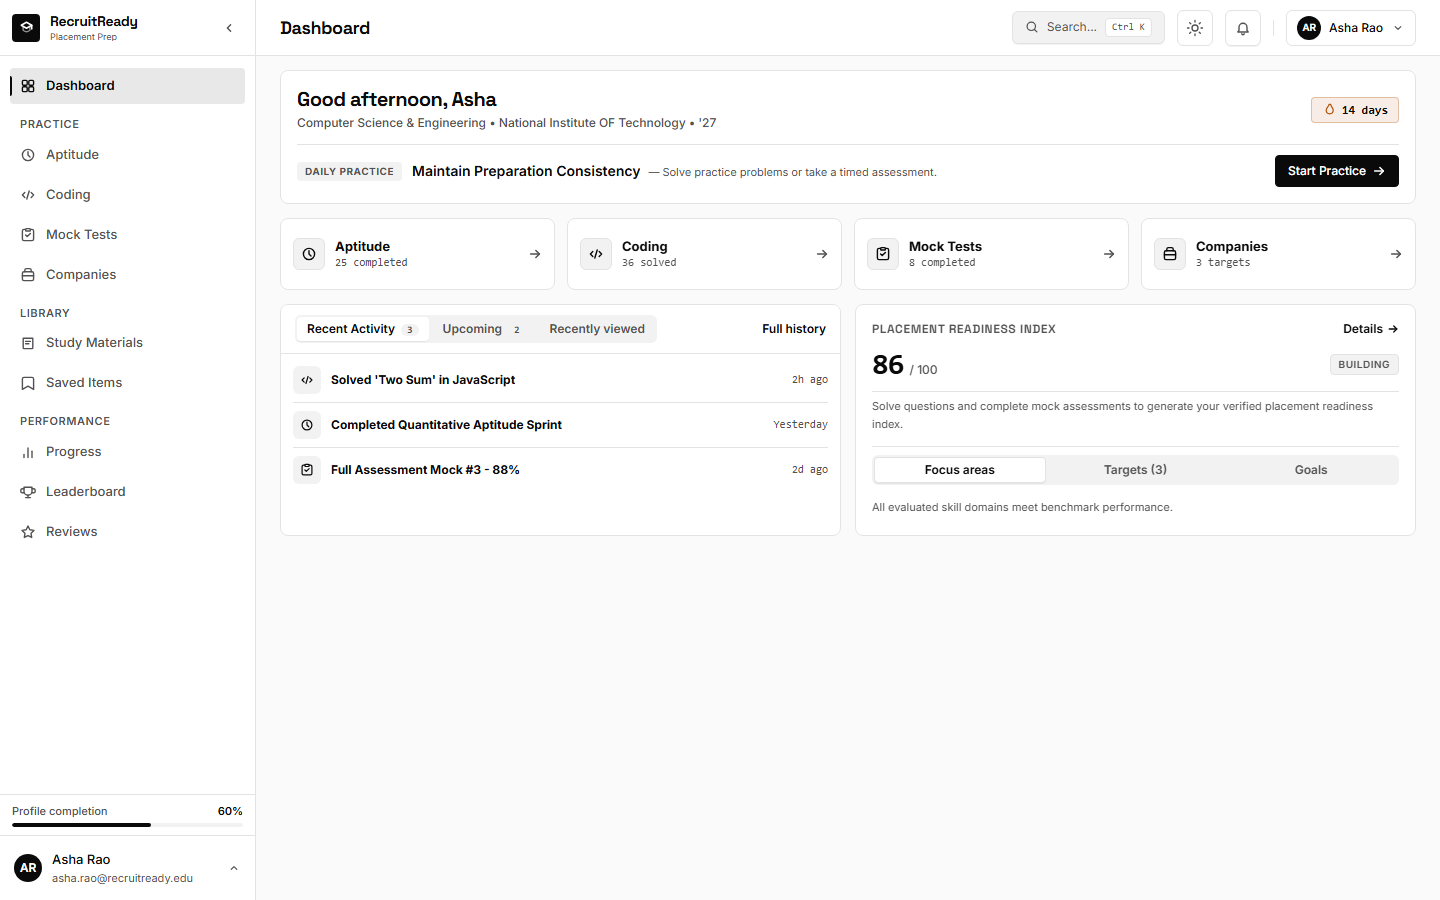 RecruitReady
Placement Prep
Dashboard
PRACTICE
Aptitude
Coding
Mock Tests
Companies
LIBRARY
Study Materials
Saved Items
PERFORMANCE
Progress
Leaderboard
Reviews
Profile completion 60%
AR Asha Rao
asha.rao@recruitready.edu
Dashboard
Search... Ctrl K
AR Asha Rao
Good afternoon, Asha
Computer Science & Engineering • National Institute OF Technology • '27
14 days
DAILY PRACTICE Maintain Preparation Consistency — Solve practice problems or take a timed assessment.
Start Practice →
Aptitude
25 completed
Coding
36 solved
Mock Tests
8 completed
Companies
3 targets
Recent Activity 3 Upcoming 2 Recently viewed Full history
Solved 'Two Sum' in JavaScript 2h ago
Completed Quantitative Aptitude Sprint Yesterday
Full Assessment Mock #3 - 88% 2d ago
PLACEMENT READINESS INDEX Details →
86 / 100 BUILDING
Solve questions and complete mock assessments to generate your verified placement readiness
index.
Focus areas Targets (3) Goals
All evaluated skill domains meet benchmark performance.